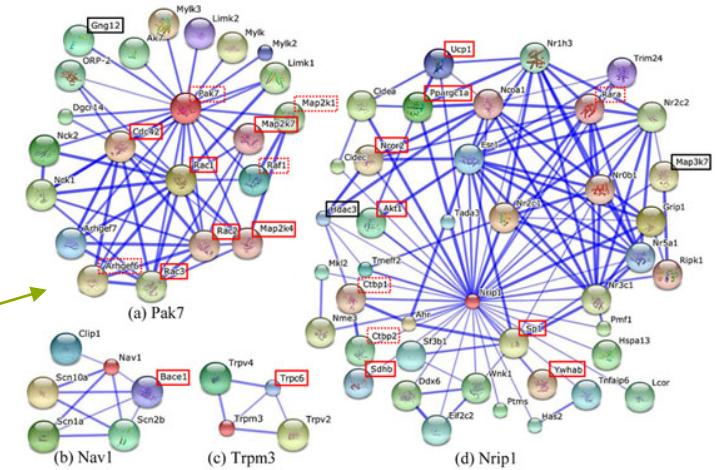 Gng12
Mylk3
Limk2
Ak7
Mylk
Mylk2
ORP-2
Limk1
Pak7
Map2k1
Dgcr14
Map2k7
Cdc42
Nck2
Rac1
Raf1
Nck1
Arhgef7
Rac2
Map2k4
Arhgef6
Rac3
(a) Pak7
Ucp1
Nr1h3
Trim24
Cidea
Ppargc1a
Ncoa1
Rara
Nr2c2
Ncor2
Esr1
Cidec
Map3k7
Nr0b1
Hdac3
Akt1
Tada3
Nr2c1
Grip1
Nr5a1
Mkl2
Tmeff2
Ripk1
Ctbp1
Nrip1
Nr3c1
Nme3
Ahr
Sp1
Pmf1
Ctbp2
Sf3b1
Hspa13
Sdhb
Ddx6
Wnk1
Ywhab
Tnfaip6
Lcor
Ptms
Has2
Eif2c2
(d) Nrip1
Clip1
Nav1
Scn10a
Bace1
Scn1a
Scn2b
(b) Nav1
Trpv4
Trpc6
Trpm3
Trpv2
(c) Trpm3